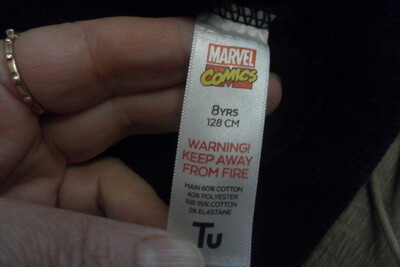 MARVEL
COMICS
8YRS
128 CM
WARNING!
KEEP AWAY
FROM FIRE
MAIN 60% COTTON
40% POLYESTER
RIB 95% COTTON
5% ELASTANE
Tu